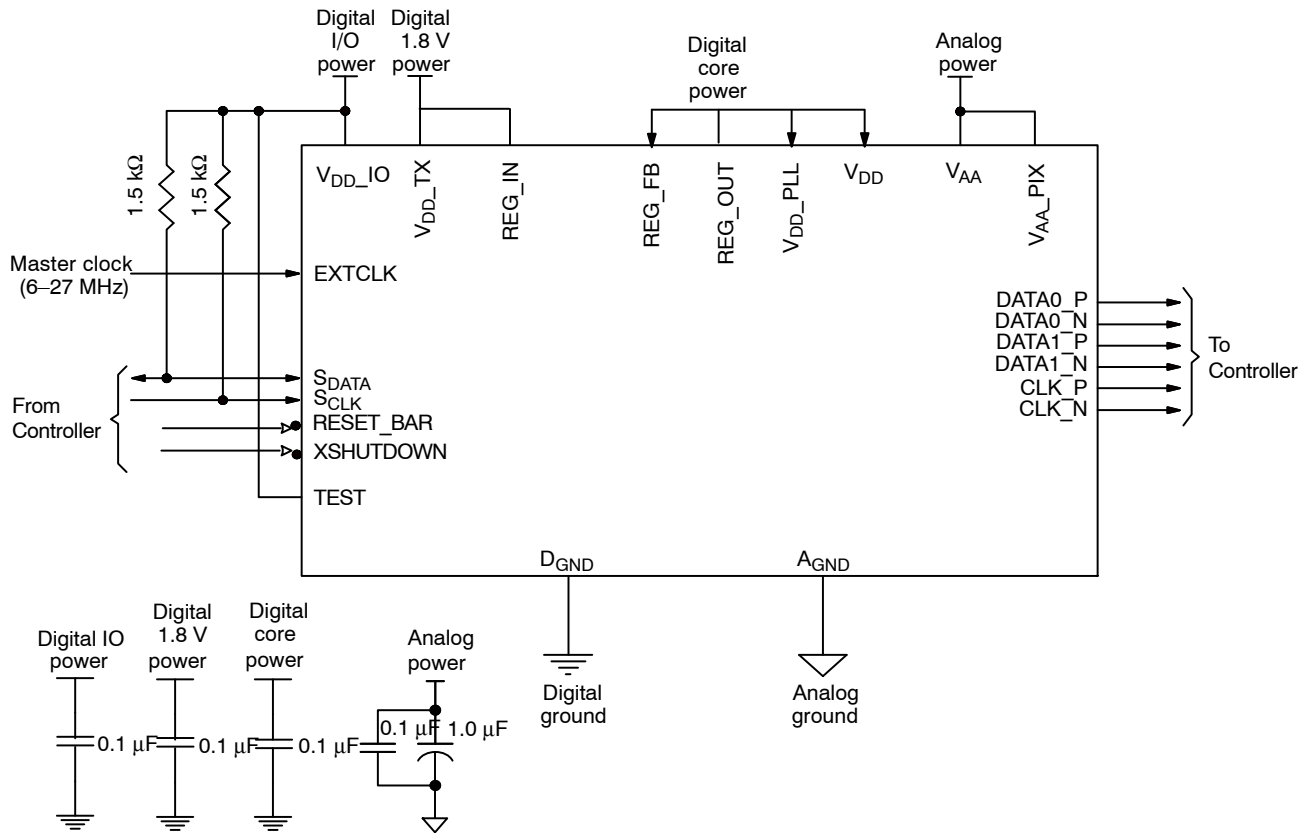 Digital
I/O
power
Digital
1.8 V
power
Digital
core
power
Analog
power
1.5 kΩ
1.5 kΩ
VDD_IO
VDD_TX
REG_IN
REG_FB
REG_OUT
VDD_PLL
VDD
VAA
VAA_PIX
Master clock
(6–27 MHz)
EXTCLK
From
Controller
SDATA
SCLK
RESET_BAR
XSHUTDOWN
TEST
DATA0_P
DATA0_N
DATA1_P
DATA1_N
CLK_P
CLK_N
To
Controller
DGND
AGND
Digital
ground
Analog
ground
Digital IO
power
Digital
1.8 V
power
Digital
core
power
Analog
power
0.1 μF
0.1 μF
0.1 μF
0.1 μF
1.0 μF